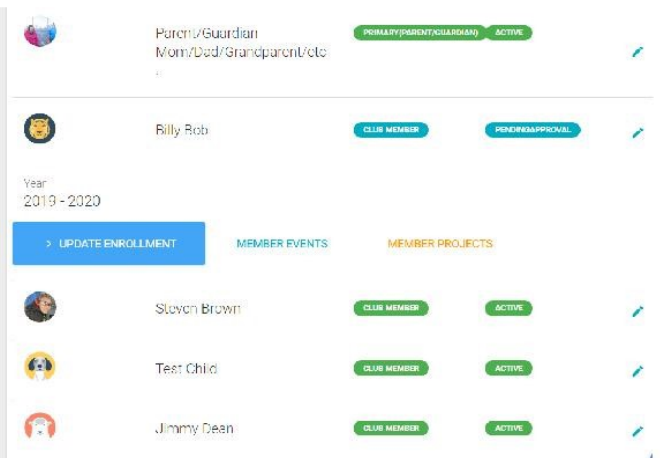 Parent/Guardian PRIMARY(PARENT/GUARDIAN) ACTIVE
Mom/Dad/Grandparent/etc
Billy Bob CLUB MEMBER PENDINGAPPROVAL
Year
2019 - 2020
> UPDATE ENROLLMENT MEMBER EVENTS MEMBER PROJECTS
Steven Brown CLUB MEMBER ACTIVE
Test Child CLUB MEMBER ACTIVE
Jimmy Dean CLUB MEMBER ACTIVE